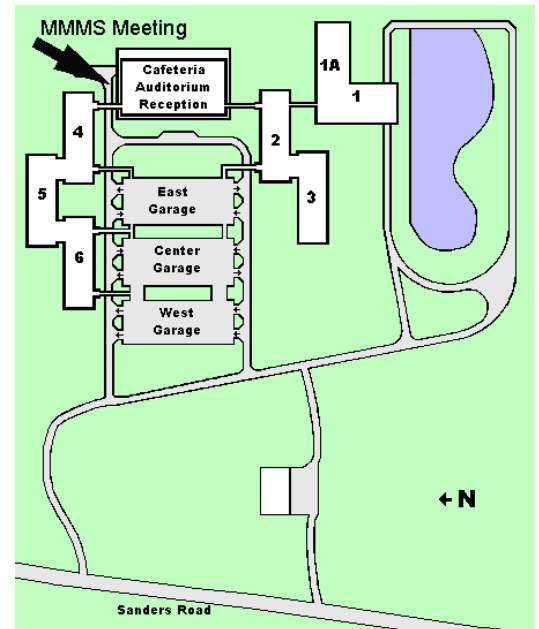 MMMS Meeting
Cafeteria
Auditorium
Reception
1A
1
4
2
5
3
East
Garage
6
Center
Garage
West
Garage
←N
Sanders Road